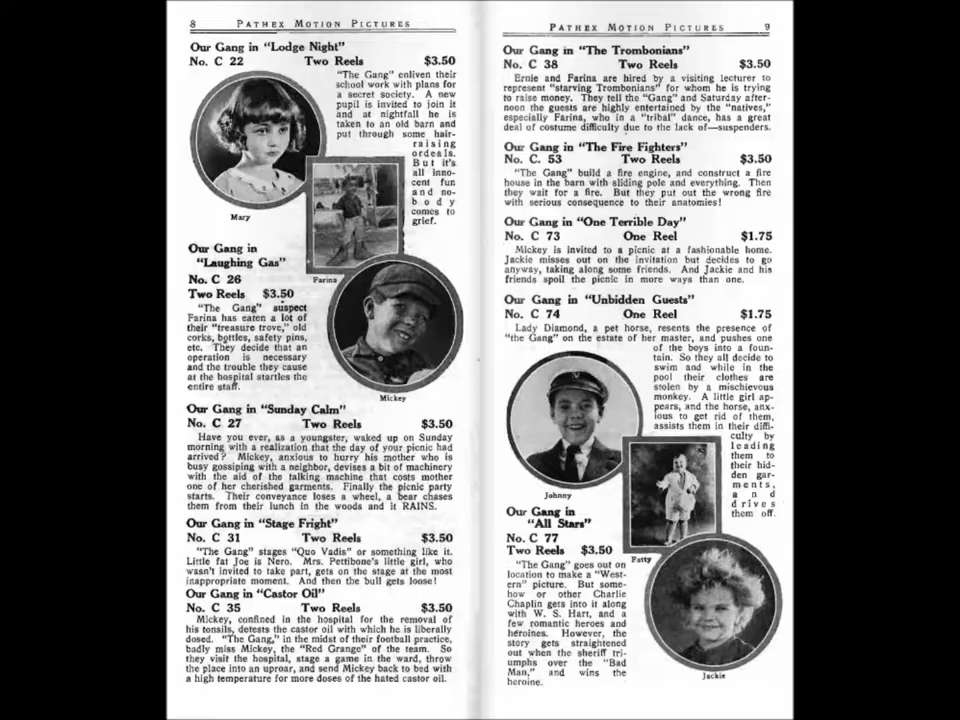 8 PATHEX MOTION PICTURES
Our Gang in "Lodge Night"
No. C 22 Two Reels $3.50
"The Gang" enliven their
school work with plans for
a secret society. A new
pupil is invited to join it
and at nightfall he is
taken to an old barn and
put through some hair-
raising
ordeals.
But it's
all inno-
cent fun
and no-
body
comes to
grief.
Mary
Farina
Mickey
Our Gang in
"Laughing Gas"
No. C 26
Two Reels $3.50
"The Gang" suspect
Farina has eaten a lot of
their "treasure trove," old
corks, bottles, safety pins,
etc. They decide that an
operation is necessary
and the trouble they cause
at the hospital startles the
entire staff.
Our Gang in "Sunday Calm"
No. C 27 Two Reels $3.50
Have you ever, as a youngster, waked up on Sunday
morning with a realization that the day of your picnic had
arrived? Mickey, anxious to hurry his mother who is
busy gossiping with a neighbor, devises a bit of machinery
with the aid of the talking machine that costs mother
one of her cherished garments. Finally the picnic party
starts. Their conveyance loses a wheel, a bear chases
them from their lunch in the woods and it RAINS.
Our Gang in "Stage Fright"
No. C 31 Two Reels $3.50
"The Gang" stages "Quo Vadis" or something like it.
Little fat Joe is Nero. Mrs. Pettibone's little girl, who
wasn't invited to take part, gets on the stage at the most
inappropriate moment. And then the bull gets loose!
Our Gang in "Castor Oil"
No. C 35 Two Reels $3.50
Mickey, confined in the hospital for the removal of
his tonsils, detests the castor oil with which he is liberally
dosed. "The Gang," in the midst of their football practice,
badly miss Mickey, the "Red Grange" of the team. So
they visit the hospital, stage a game in the ward, throw
the place into an uproar, and send Mickey back to bed with
a high temperature for more doses of the hated castor oil.
PATHEX MOTION PICTURES 9
Our Gang in "The Trombonians"
No. C 38 Two Reels $3.50
Ernie and Farina are hired by a visiting lecturer to
represent "starving Trombonians" for whom he is trying
to raise money. They tell the "Gang" and Saturday after-
noon the guests are highly entertained by the "natives,"
especially Farina, who in a "tribal" dance, has a great
deal of costume difficulty due to the lack of—suspenders.
Our Gang in "The Fire Fighters"
No. C. 53 Two Reels $3.50
"The Gang" build a fire engine, and construct a fire
house in the barn with sliding pole and everything. Then
they wait for a fire. But they put out the wrong fire
with serious consequence to their anatomies!
Our Gang in "One Terrible Day"
No. C 73 One Reel $1.75
Mickey is invited to a picnic at a fashionable home.
Jackie misses out on the invitation but decides to go
anyway, taking along some friends. And Jackie and his
friends spoil the picnic in more ways than one.
Our Gang in "Unbidden Guests"
No. C 74 One Reel $1.75
Lady Diamond, a pet horse, resents the presence of
"the Gang" on the estate of her master, and pushes one
of the boys into a foun-
tain. So they all decide to
swim and while in the
pool their clothes are
stolen by a mischievous
monkey. A little girl ap-
pears, and the horse, anx-
ious to get rid of them,
assists them in their diffi-
culty by
leading
them to
their hid-
den gar-
ments,
and
drives
them off.
Johnny
Fatty
Jackie
Our Gang in
"All Stars"
No. C 77
Two Reels $3.50
"The Gang" goes out on
location to make a "West-
ern" picture. But some-
how or other Charlie
Chaplin gets into it along
with W. S. Hart, and a
few romantic heroes and
heroines. However, the
story gets straightened
out when the sheriff tri-
umphs over the "Bad
Man," and wins the
heroine.